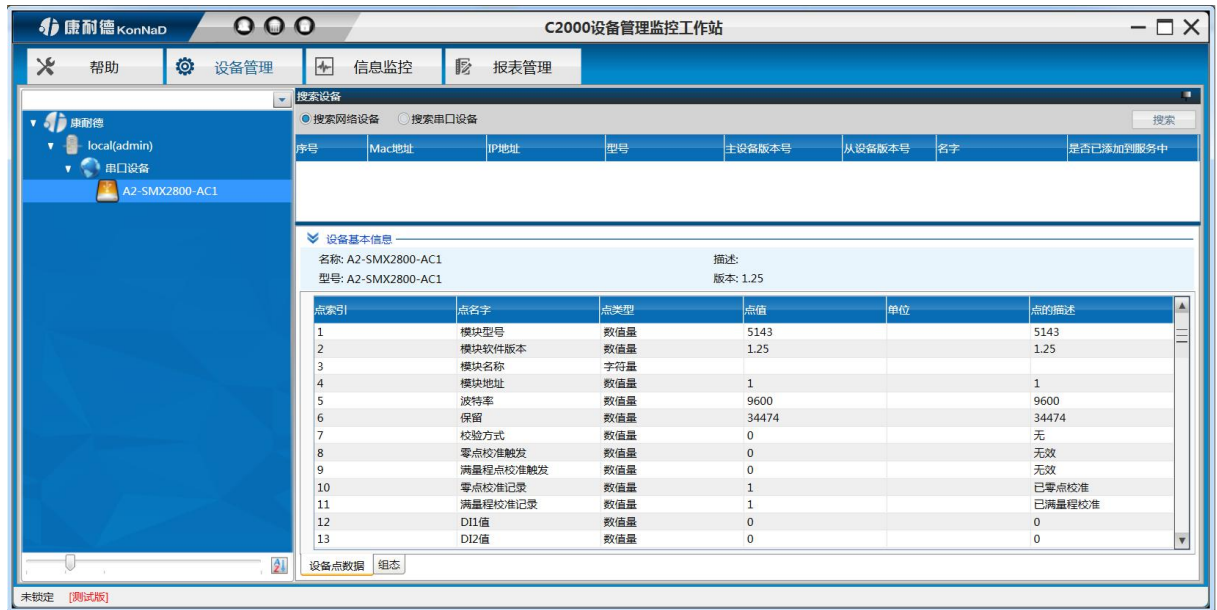 康耐德KonNaD C2000设备管理监控工作站
帮助 设备管理 信息监控 报表管理
搜索设备
搜索网络设备 搜索串口设备 搜索
康耐德
local(admin)
串口设备
A2-SMX2800-AC1
序号 Mac地址 IP地址 型号 主设备版本号 从设备版本号 名字 是否已添加到服务中
设备基本信息
名称: A2-SMX2800-AC1 描述:
型号: A2-SMX2800-AC1 版本: 1.25
点索引 点名字 点类型 点值 单位 点的描述
1 模块型号 数值量 5143 5143
2 模块软件版本 数值量 1.25 1.25
3 模块名称 字符量
4 模块地址 数值量 1 1
5 波特率 数值量 9600 9600
6 保留 数值量 34474 34474
7 校验方式 数值量 0 无
8 零点校准触发 数值量 0 无效
9 满量程点校准触发 数值量 0 无效
10 零点校准记录 数值量 1 已零点校准
11 满量程校准记录 数值量 1 已满量程校准
12 DI1值 数值量 0 0
13 DI2值 数值量 0 0
设备点数据 组态
未锁定 [测试版]